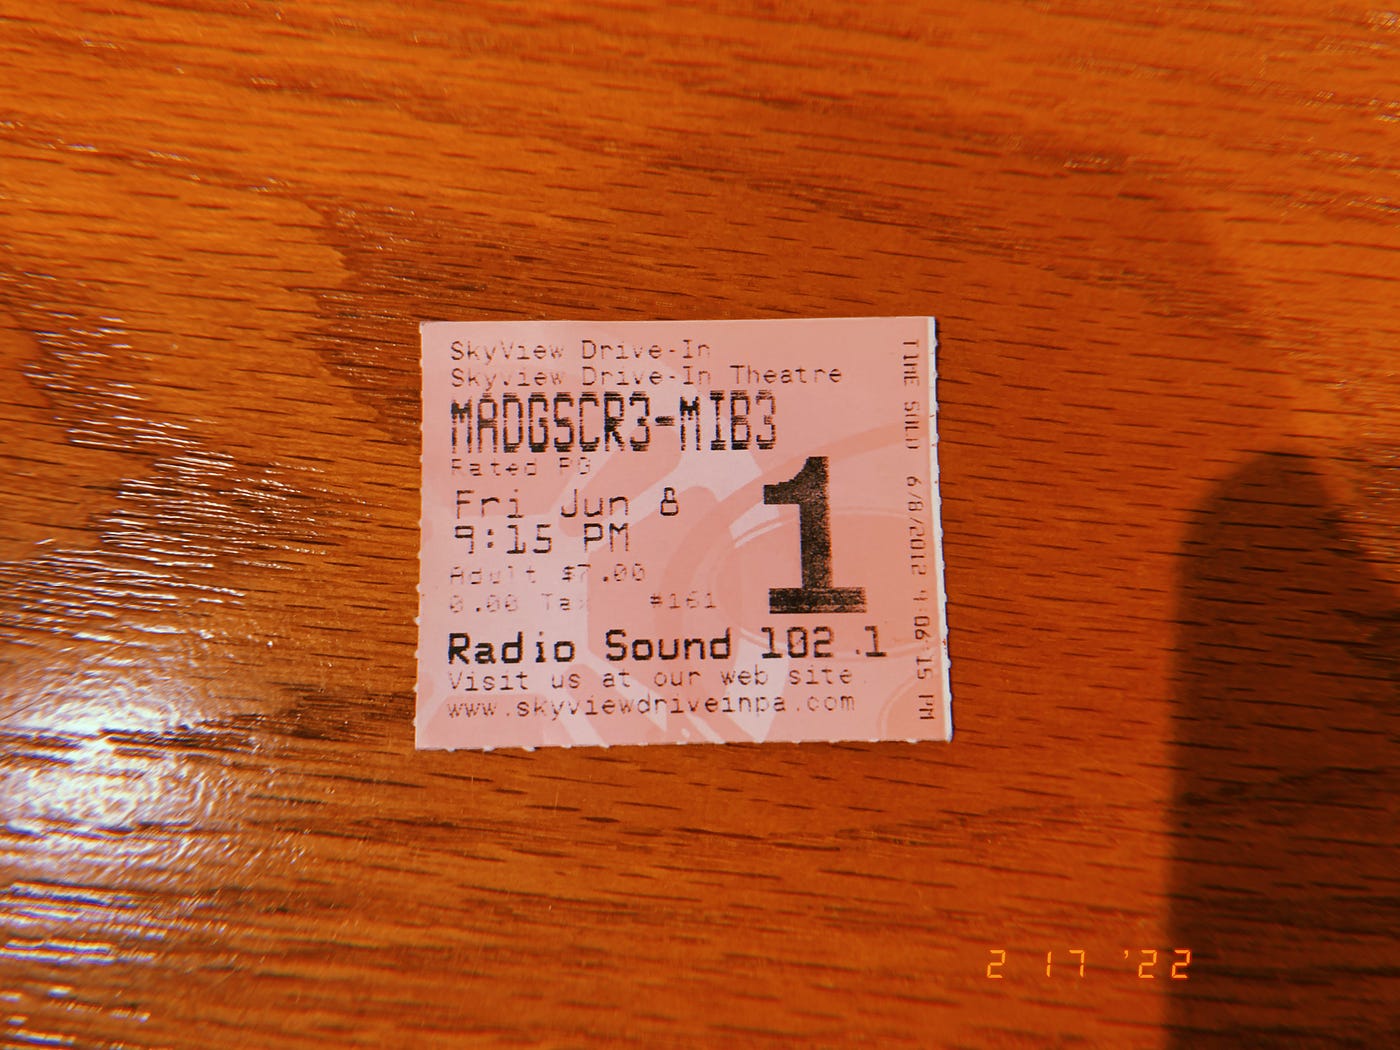 SkyView Drive-In
Skyview Drive-In Theatre
MADGSCR3-MIB3
Rated PG
Fri Jun 8
9:15 PM
1
Adult $7.00
0.00 Tax #161
Radio Sound 102.1
Visit us at our web site
www.skyviewdriveinpa.com
TIME SOLD 6/8/2012 4:06:15 PM
2 17 '22